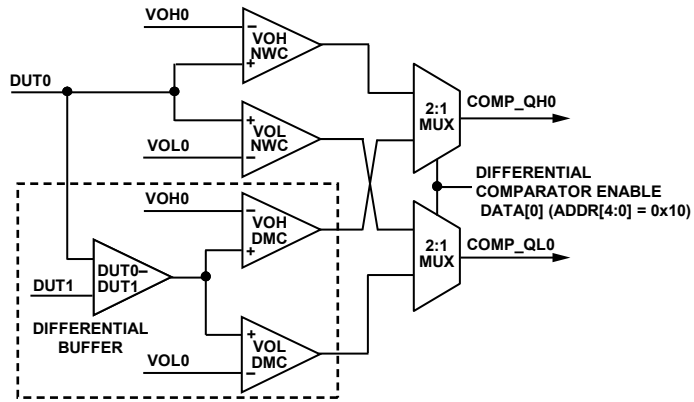 VOH0
−
VOH
NWC
+
DUT0
2:1
MUX
COMP_QH0
+
VOL
NWC
−
VOL0
DIFFERENTIAL
COMPARATOR ENABLE
DATA[0] (ADDR[4:0] = 0x10)
VOH0
−
VOH
DMC
+
2:1
MUX
COMP_QL0
DUT0−
DUT1
DUT1
DIFFERENTIAL
BUFFER
+
VOL
DMC
−
VOL0